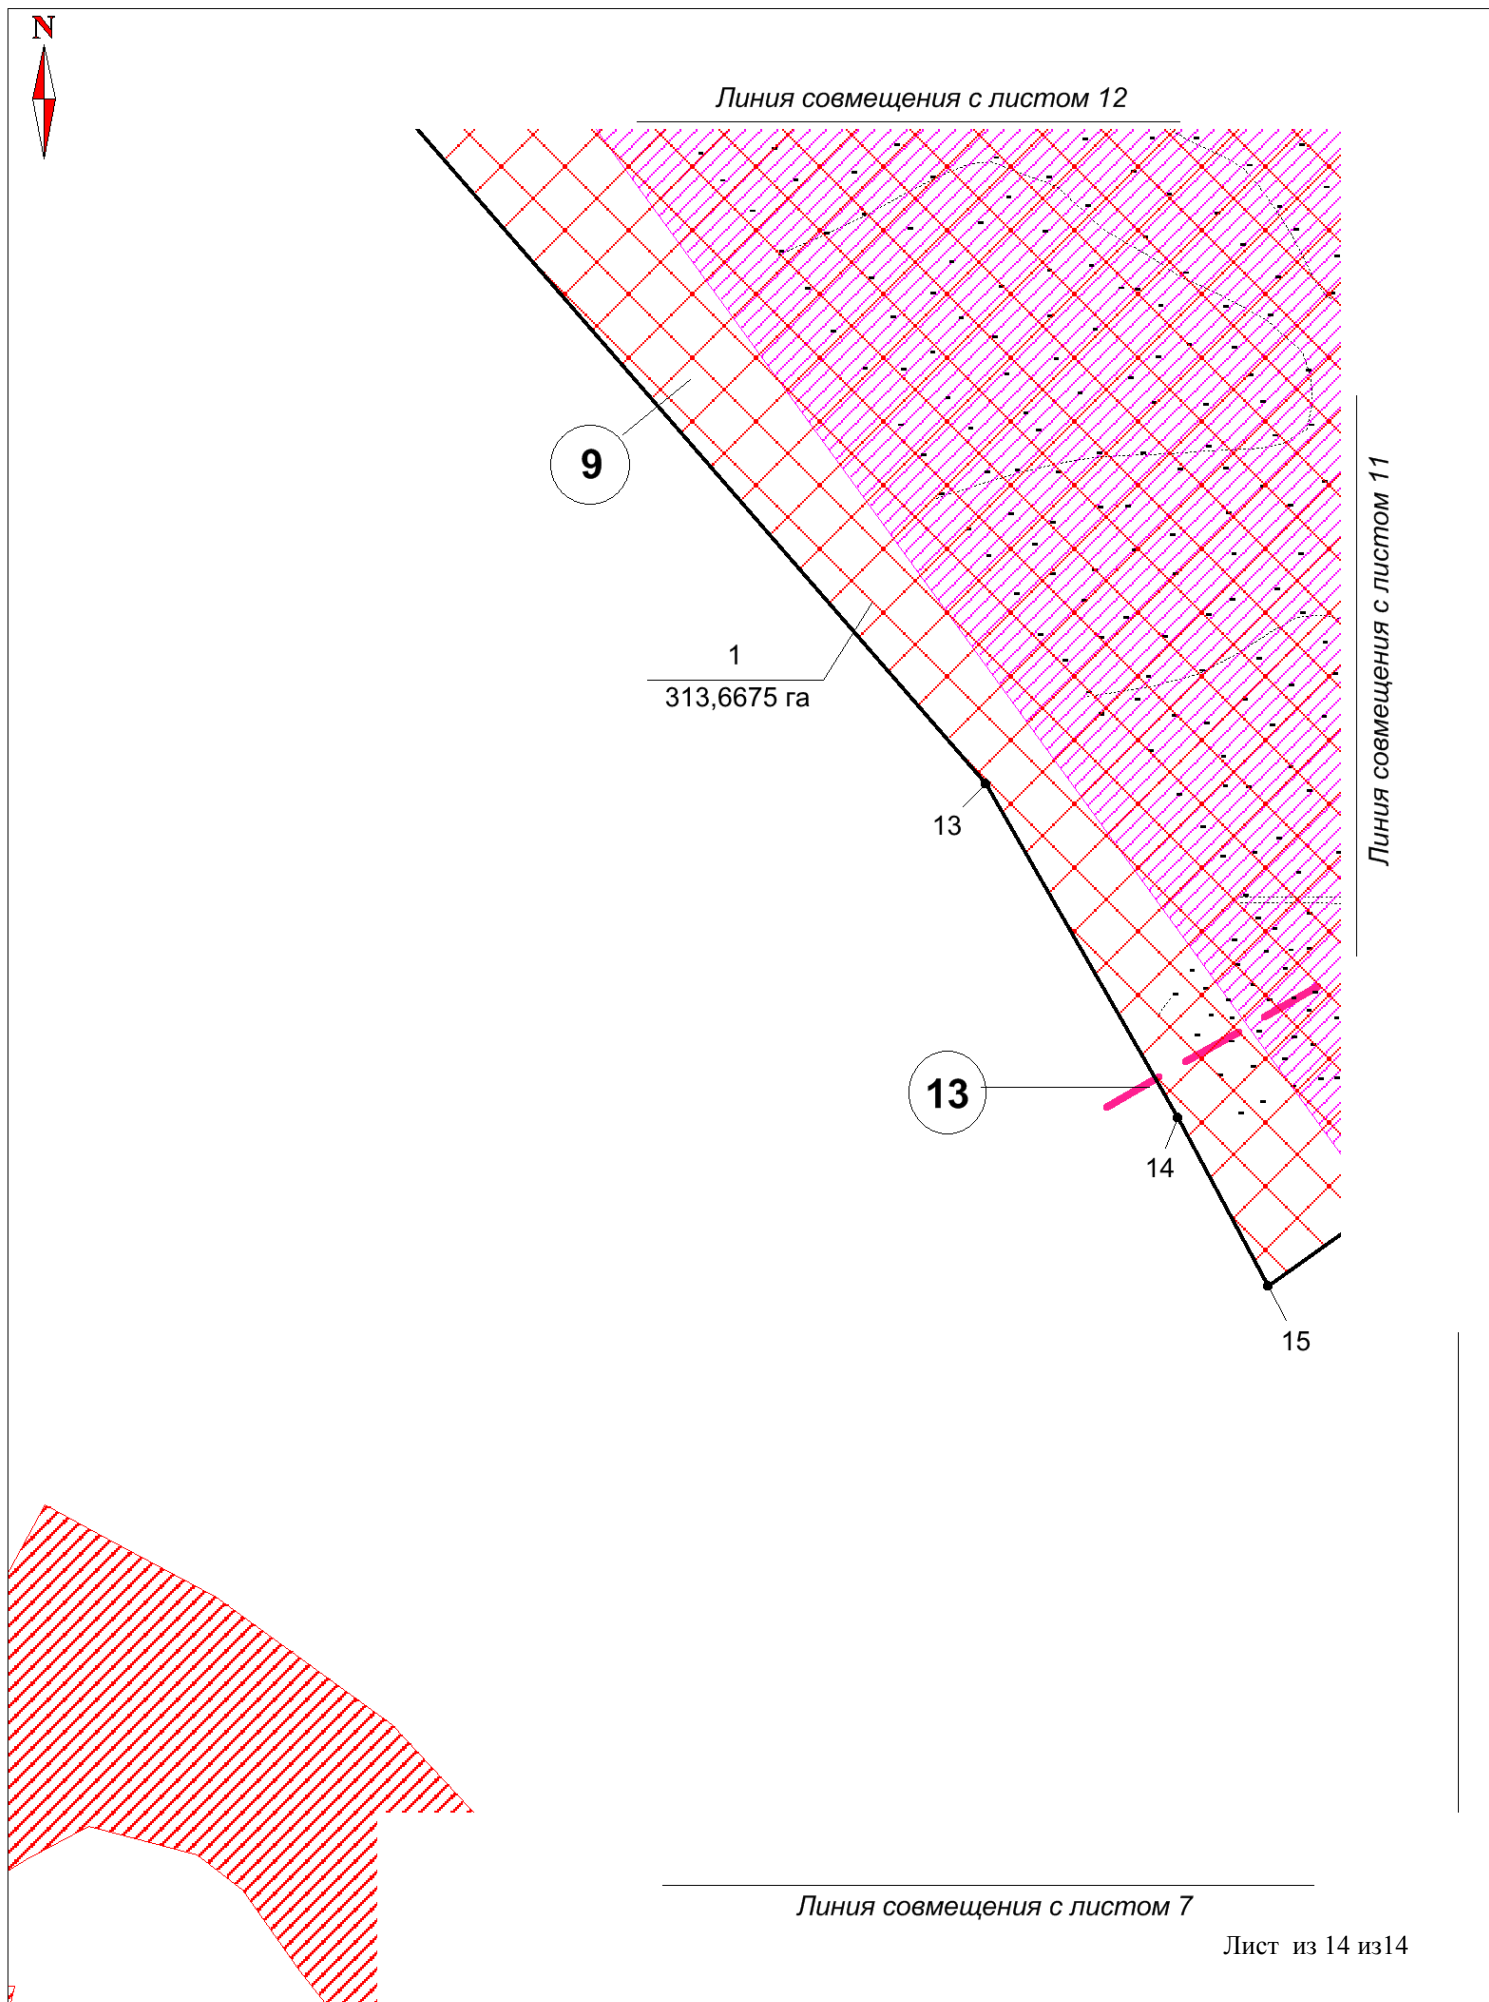 N
Линия совмещения с листом 12
9
Линия совмещения с листом 11
1
313,6675 га
13
13
14
15
Линия совмещения с листом 7
Лист из 14 из14